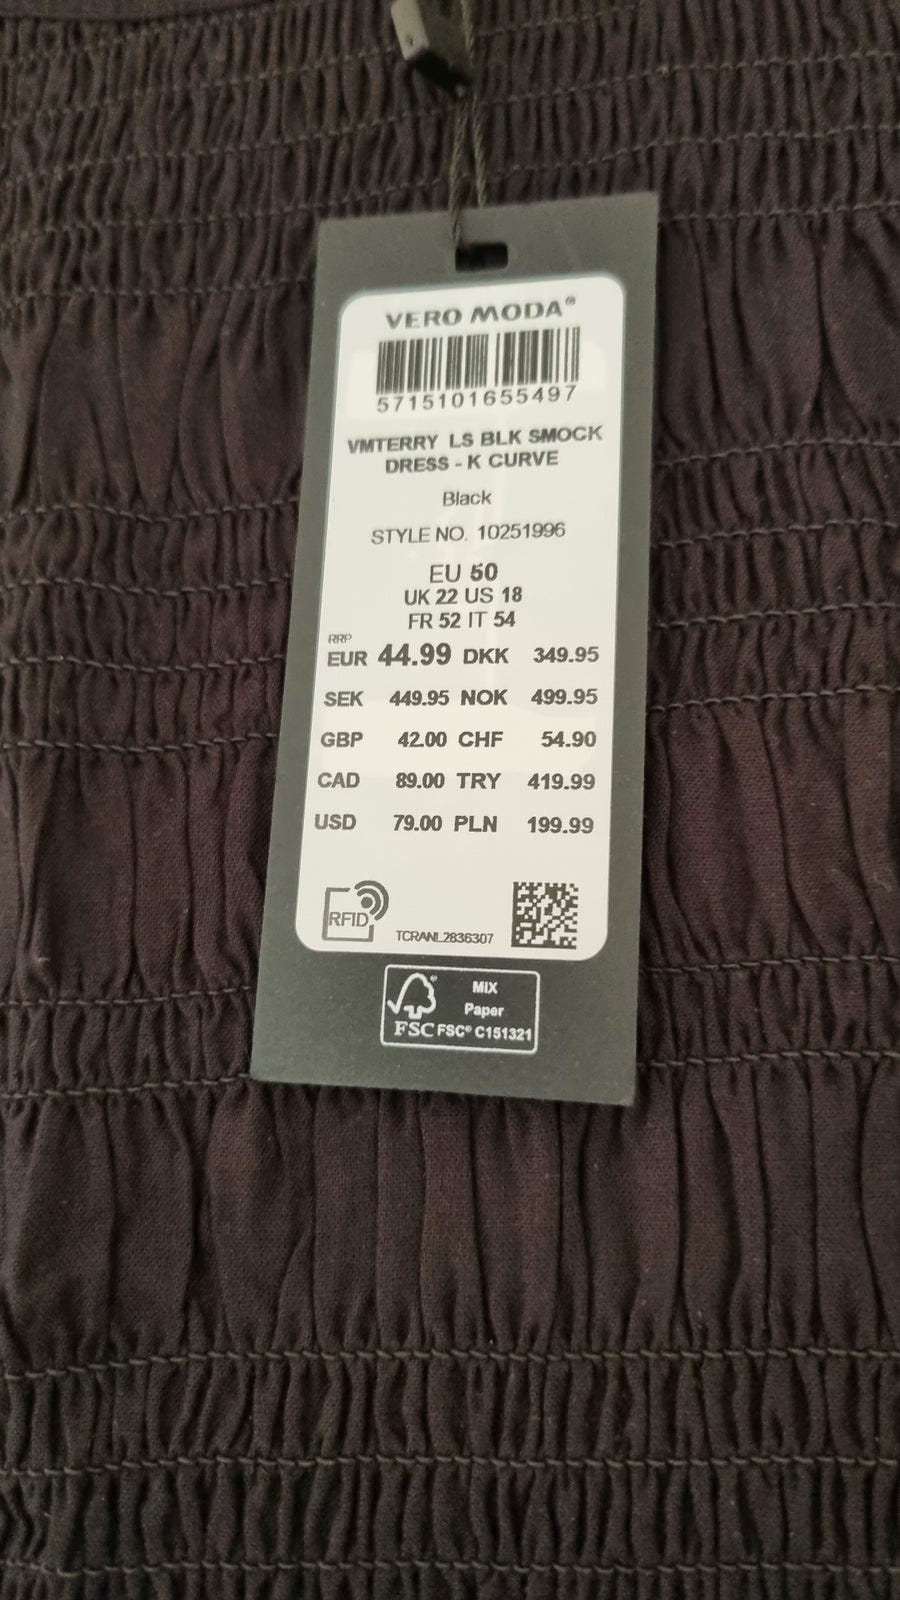 VERO MODA®
5715101655497
VMTERRY LS BLK SMOCK
DRESS - K CURVE
Black
STYLE NO. 10251996
EU 50
UK 22 US 18
FR 52 IT 54
RRP
EUR 44.99 DKK 349.95
SEK 449.95 NOK 499.95
GBP 42.00 CHF 54.90
CAD 89.00 TRY 419.99
USD 79.00 PLN 199.99
RFID
TCRANL2836307
MIX
Paper
FSC FSC® C151321